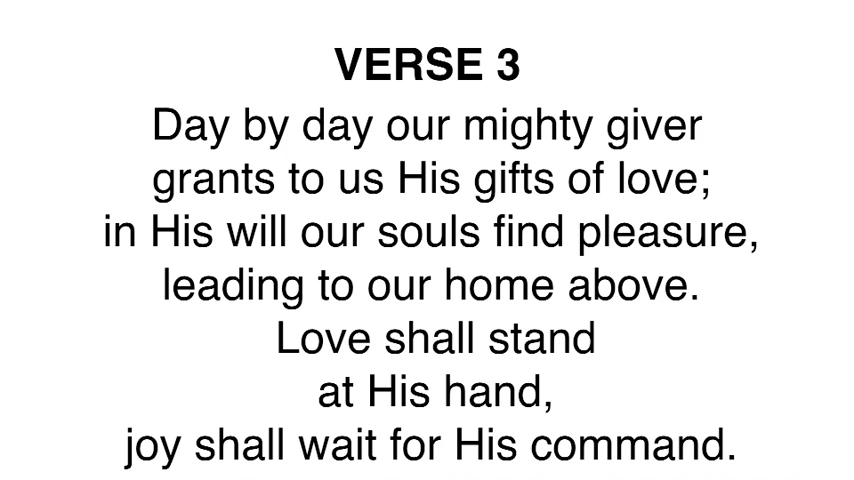 VERSE 3
Day by day our mighty giver
grants to us His gifts of love;
in His will our souls find pleasure,
leading to our home above.
Love shall stand
at His hand,
joy shall wait for His command.